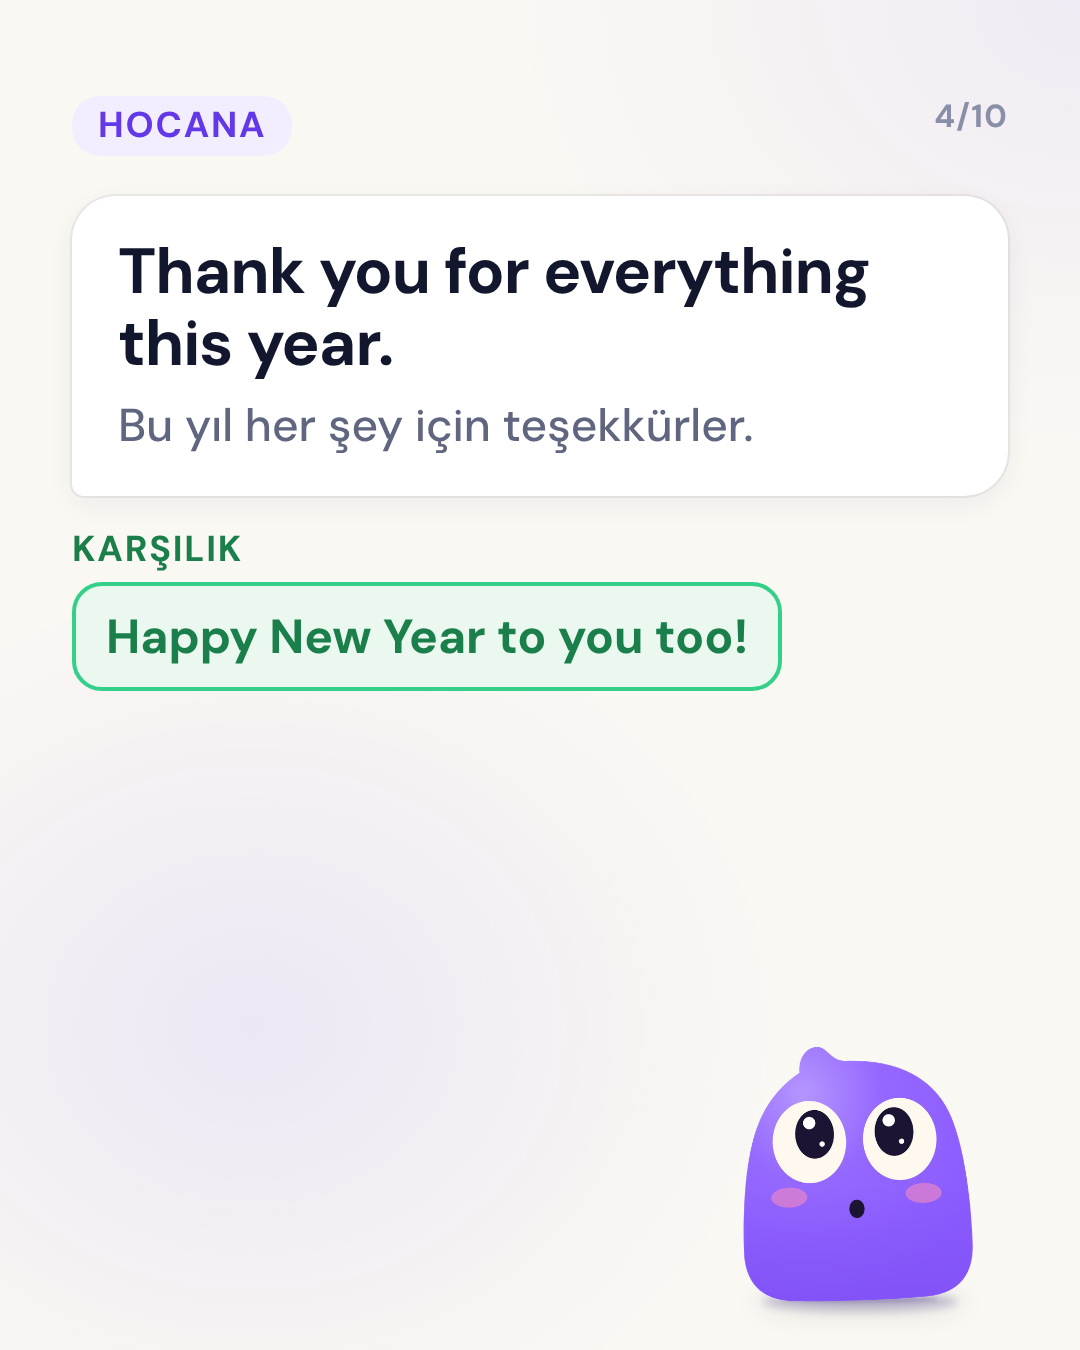 HOCANA
4/10
Thank you for everything
this year.
Bu yıl her şey için teşekkürler.
KARŞILIK
Happy New Year to you too!